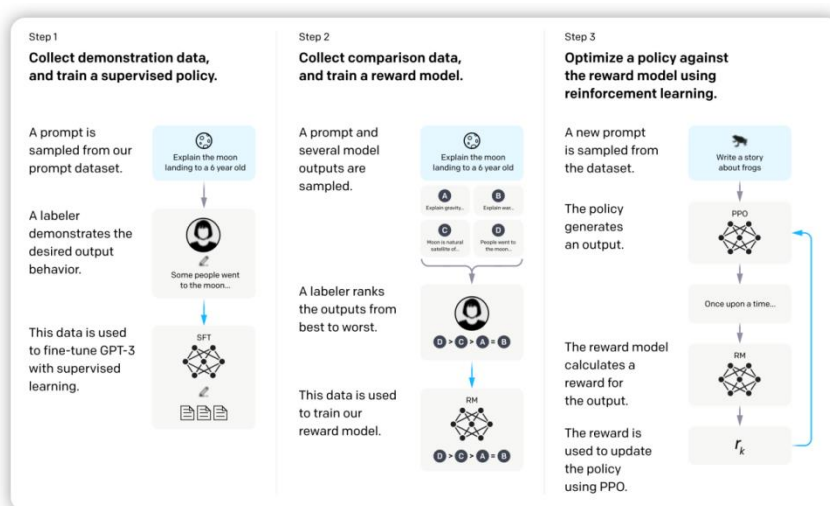 Step 1
Collect demonstration data,
and train a supervised policy.
A prompt is
sampled from our
prompt dataset.
Explain the moon
landing to a 6 year old
A labeler
demonstrates the
desired output
behavior.
Some people went
to the moon...
This data is used
to fine-tune GPT-3
with supervised
learning.
SFT
Step 2
Collect comparison data,
and train a reward model.
A prompt and
several model
outputs are
sampled.
Explain the moon
landing to a 6 year old
A
Explain gravity...
B
Explain war...
C
Moon is natural
satellite of...
D
People went to
the moon...
A labeler ranks
the outputs from
best to worst.
D > C > A = B
This data is used
to train our
reward model.
RM
D > C > A = B
Step 3
Optimize a policy against
the reward model using
reinforcement learning.
A new prompt
is sampled from
the dataset.
Write a story
about frogs
The policy
generates
an output.
PPO
Once upon a time...
The reward model
calculates a
reward for
the output.
RM
The reward is
used to update
the policy
using PPO.
rk